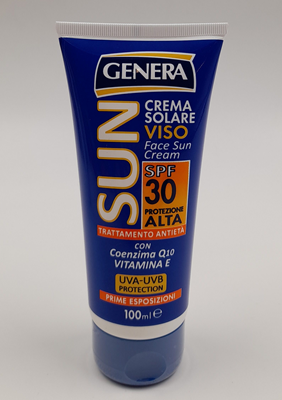 GENERA
SUN
CREMA
SOLARE
VISO
Face Sun
Cream
SPF
30
PROTEZIONE
ALTA
TRATTAMENTO ANTIETÀ
CON
Coenzima Q10
VITAMINA E
UVA-UVB
PROTECTION
PRIME ESPOSIZIONI
100ml e